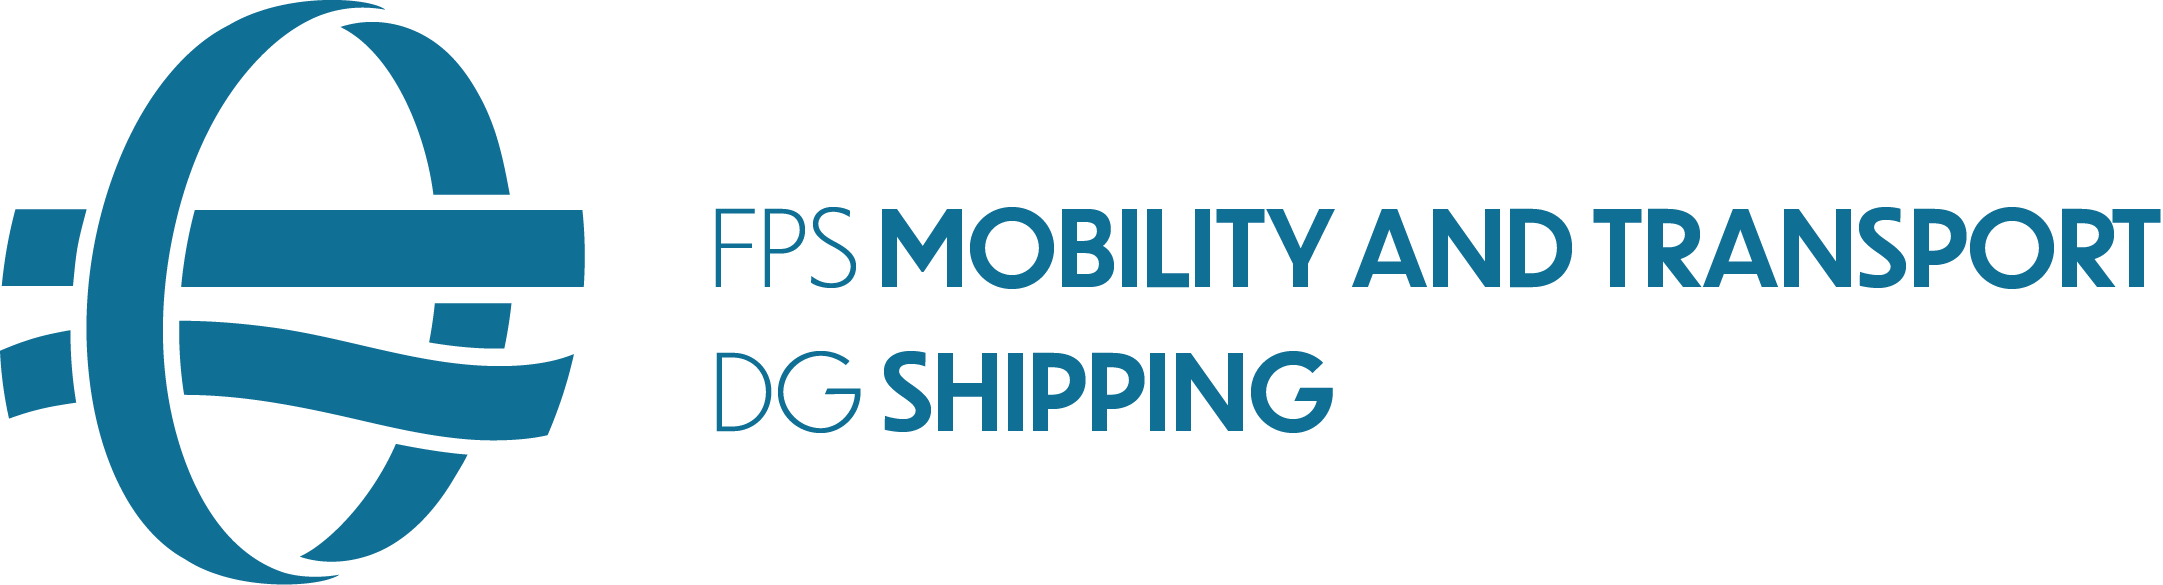 FPS MOBILITY AND TRANSPORT
DG SHIPPING